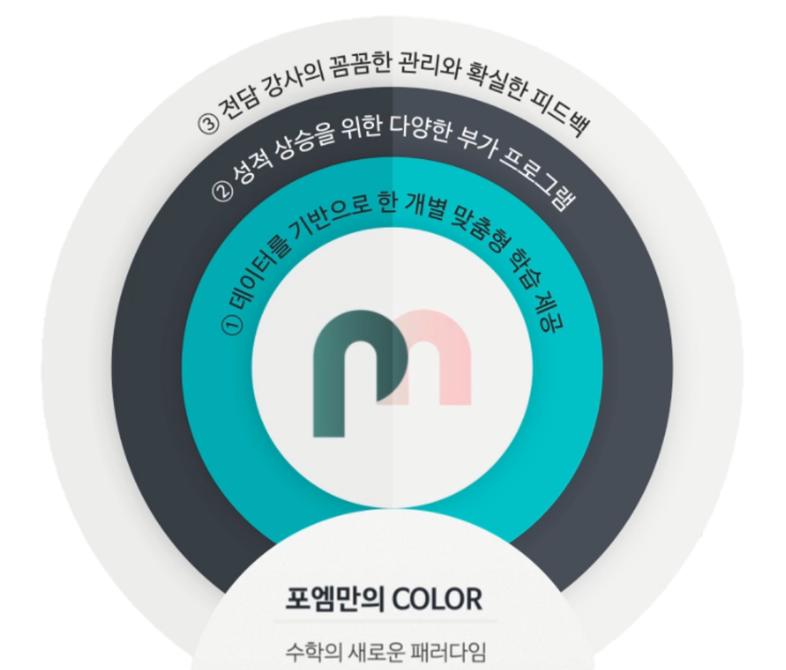 ③ 전담 강사의 꼼꼼한 관리와 확실한 피드백
② 성적 상승을 위한 다양한 부가 프로그램
① 데이터를 기반으로 한 개별 맞춤형 학습 제공
포엠만의 COLOR
수학의 새로운 패러다임